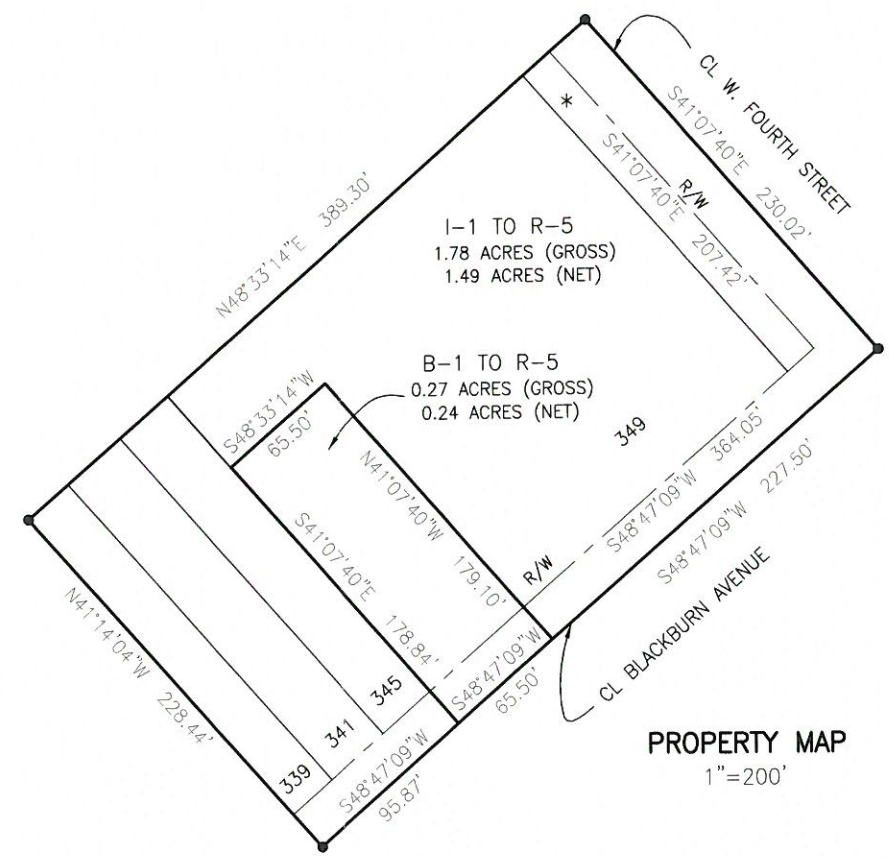 CL W. FOURTH STREET
S41°07'40"E 230.02'
*
R/W
S41°07'40"E 207.42'
N48°33'14"E 389.30'
I-1 TO R-5
1.78 ACRES (GROSS)
1.49 ACRES (NET)
B-1 TO R-5
0.27 ACRES (GROSS)
0.24 ACRES (NET)
S48°33'14"W
65.50'
349
N41°07'40"W 179.10'
S48°47'09"W 364.05'
S48°47'09"W 227.50'
R/W
S41°07'40"E 178.84'
CL BLACKBURN AVENUE
N41°14'04"W 228.44'
345
341
339
S48°47'09"W
65.50'
S48°47'09"W
95.87'
PROPERTY MAP
1"=200'